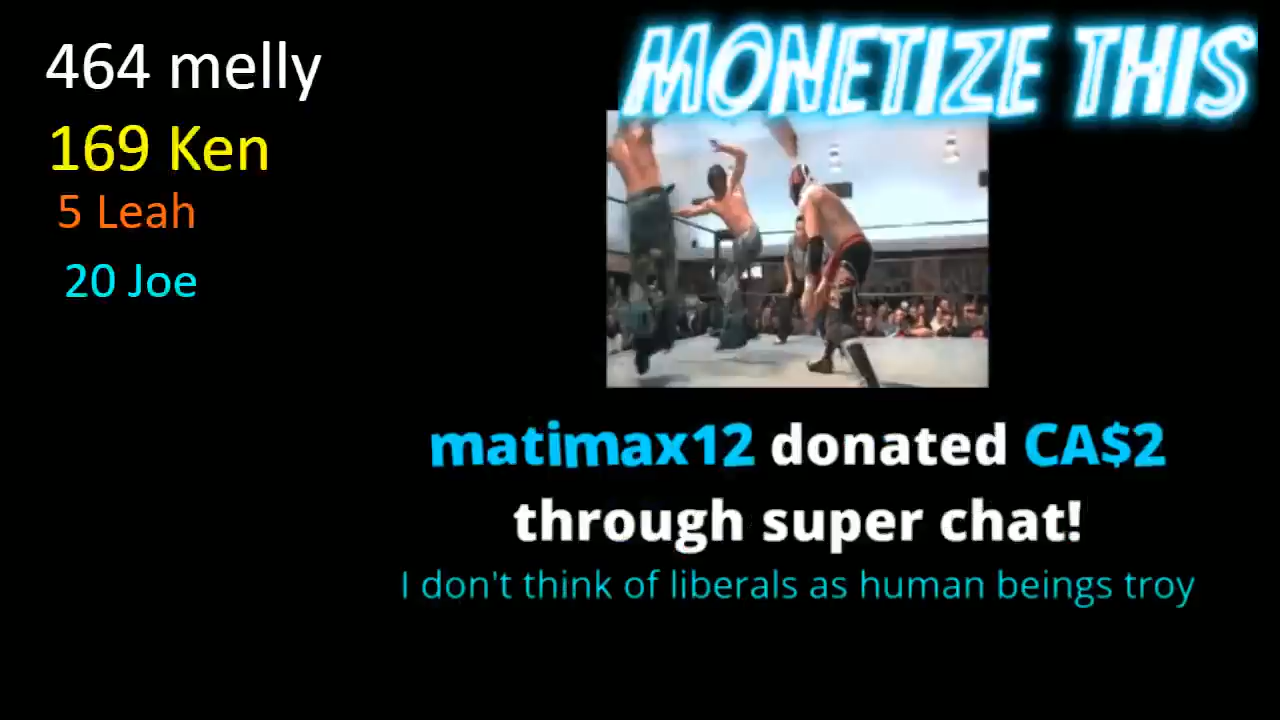 464 melly
169 Ken
5 Leah
20 Joe
MONETIZE THIS
matimax12 donated CA$2
through super chat!
I don't think of liberals as human beings troy